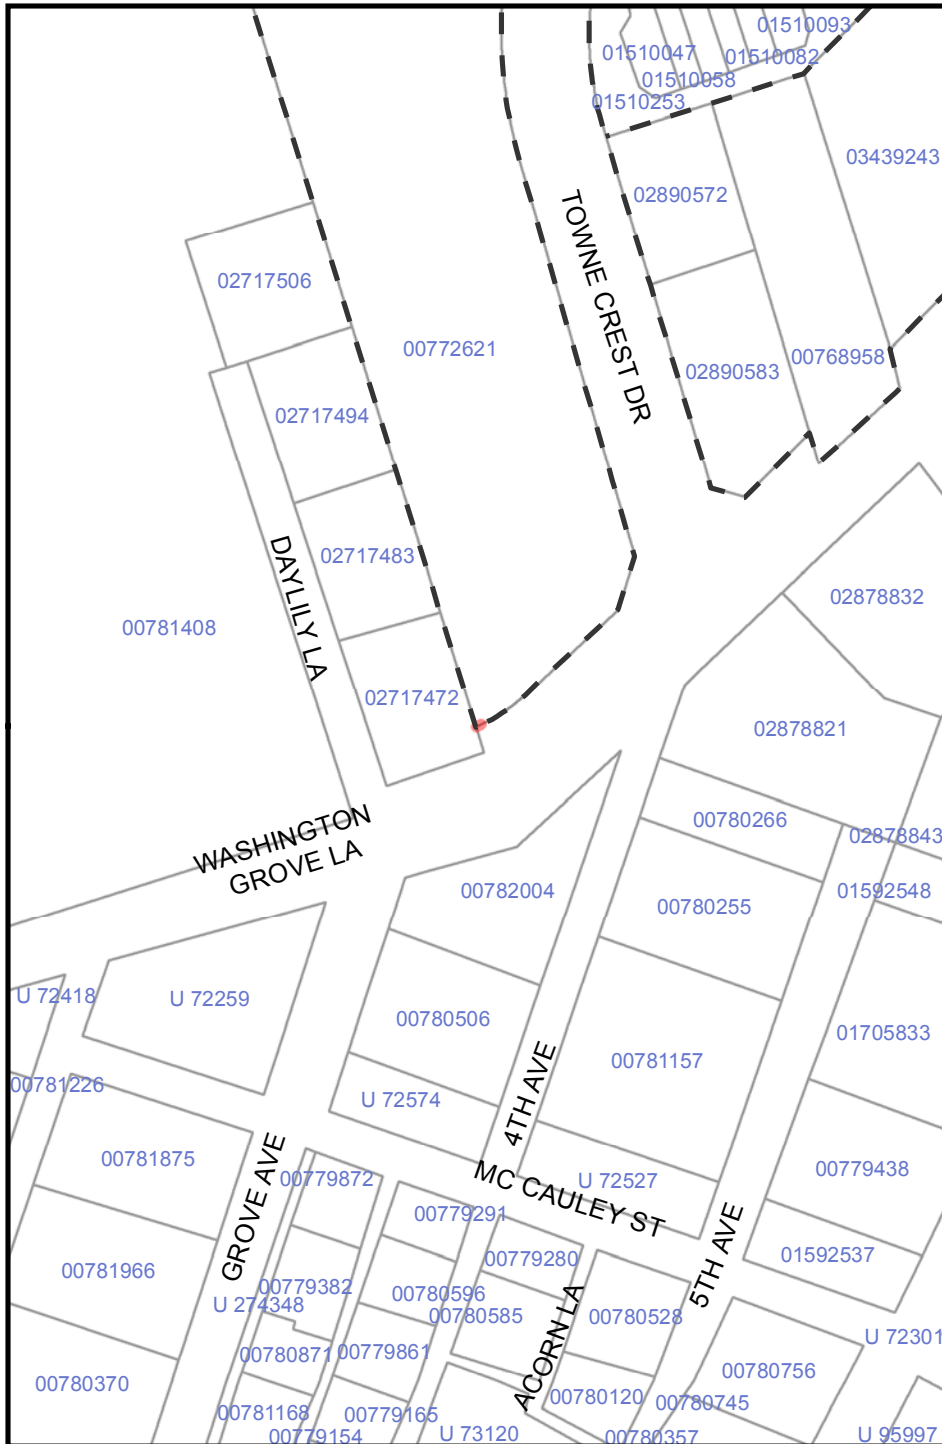 01510093
01510047
01510082
01510058
01510253
03439243
02890572
TOWNE CREST DR
02717506
00772621
00768958
02890583
02717494
02717483
DAYLILY LA
02878832
00781408
02717472
02878821
00780266
WASHINGTON
GROVE LA
02878843
00782004
01592548
00780255
U 72418
U 72259
00780506
01705833
00781157
00781226
U 72574
4TH AVE
00781875
00779872
MC CAULEY ST
U 72527
00779438
GROVE AVE
00779291
5TH AVE
00779280
01592537
00781966
00779382
00780596
U 274348
00780585
00780528
ACORN LA
U 72301
00780871
00779861
00780756
00780370
00780120
00780745
00781168
00779165
00779154
U 73120
00780357
U 95997